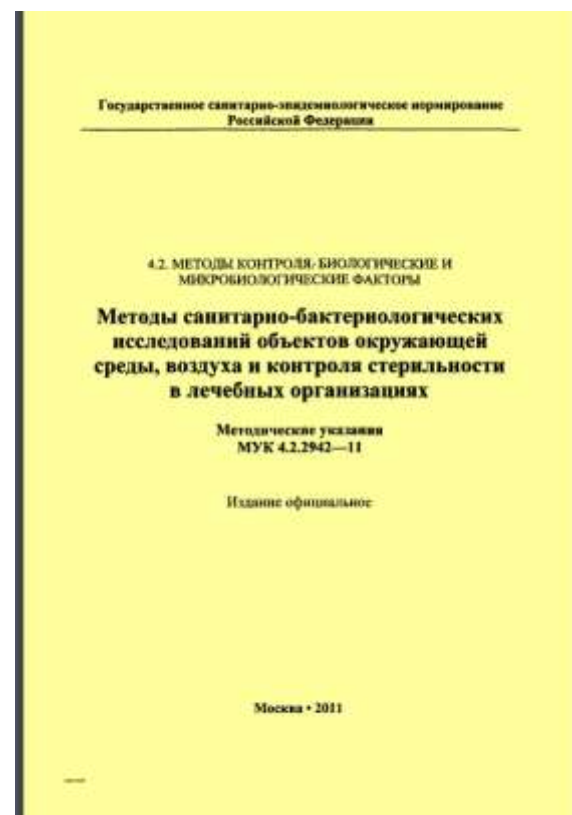 Государственное санитарно-эпидемиологическое нормирование
Российской Федерации
4.2. МЕТОДЫ КОНТРОЛЯ. БИОЛОГИЧЕСКИЕ И
МИКРОБИОЛОГИЧЕСКИЕ ФАКТОРЫ
Методы санитарно-бактериологических
исследований объектов окружающей
среды, воздуха и контроля стерильности
в лечебных организациях
Методические указания
МУК 4.2.2942—11
Издание официальное
Москва • 2011